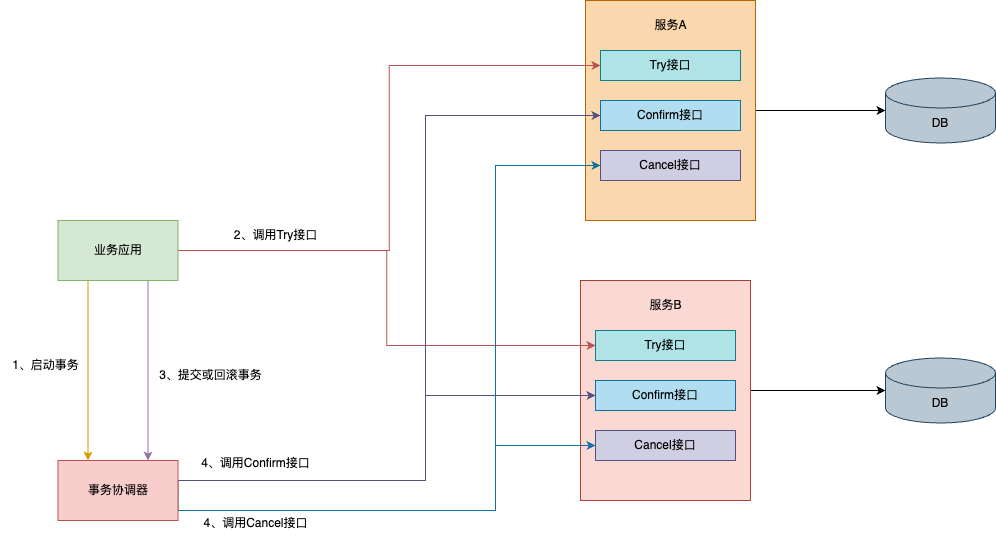 服务A
Try接口
Confirm接口
Cancel接口
DB
业务应用
2、调用Try接口
1、启动事务
3、提交或回滚事务
服务B
Try接口
Confirm接口
Cancel接口
DB
事务协调器
4、调用Confirm接口
4、调用Cancel接口